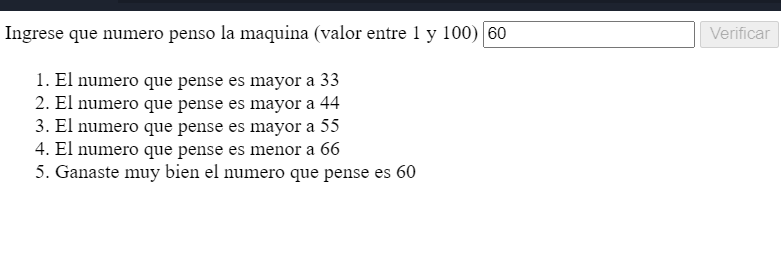 Ingrese que numero penso la maquina (valor entre 1 y 100) 60 Verificar
1. El numero que pense es mayor a 33
2. El numero que pense es mayor a 44
3. El numero que pense es mayor a 55
4. El numero que pense es menor a 66
5. Ganaste muy bien el numero que pense es 60